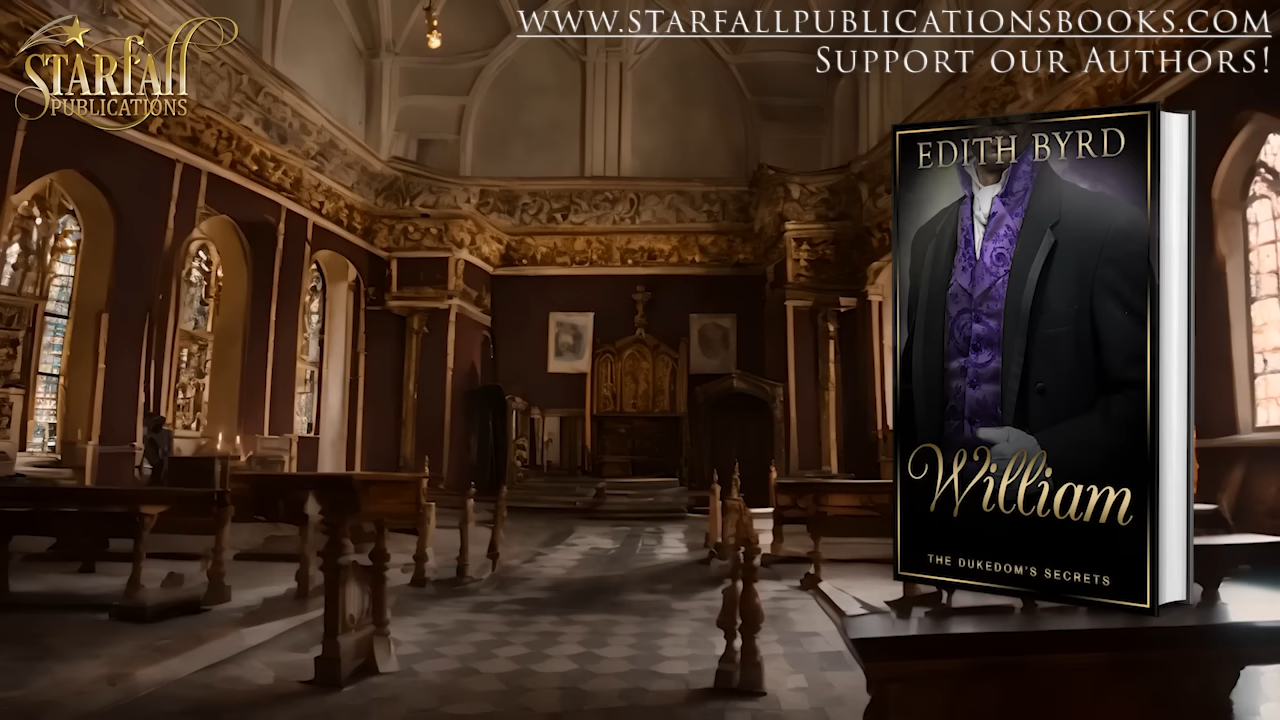 STARfall
PUBLICATIONS
WWW.STARFALLPUBLICATIONSBOOKS.COM
SUPPORT OUR AUTHORS!
EDITH BYRD
William
THE DUKEDOM'S SECRETS